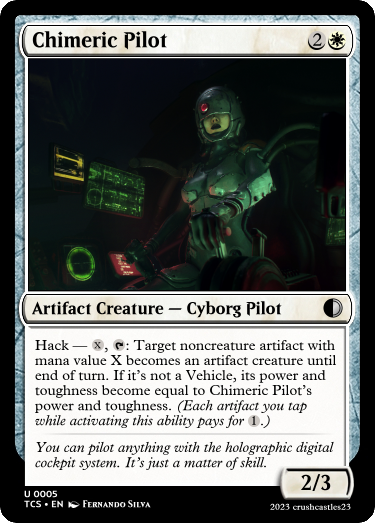 Chimeric Pilot 2
Artifact Creature — Cyborg Pilot
Hack — X, : Target noncreature artifact with
mana value X becomes an artifact creature until
end of turn. If it's not a Vehicle, its power and
toughness become equal to Chimeric Pilot's
power and toughness. (Each artifact you tap
while activating this ability pays for 1.)
You can pilot anything with the holographic digital
cockpit system. It's just a matter of skill.
2/3
U 0005
TCS • EN Fernando Silva
2023 crushcastles23